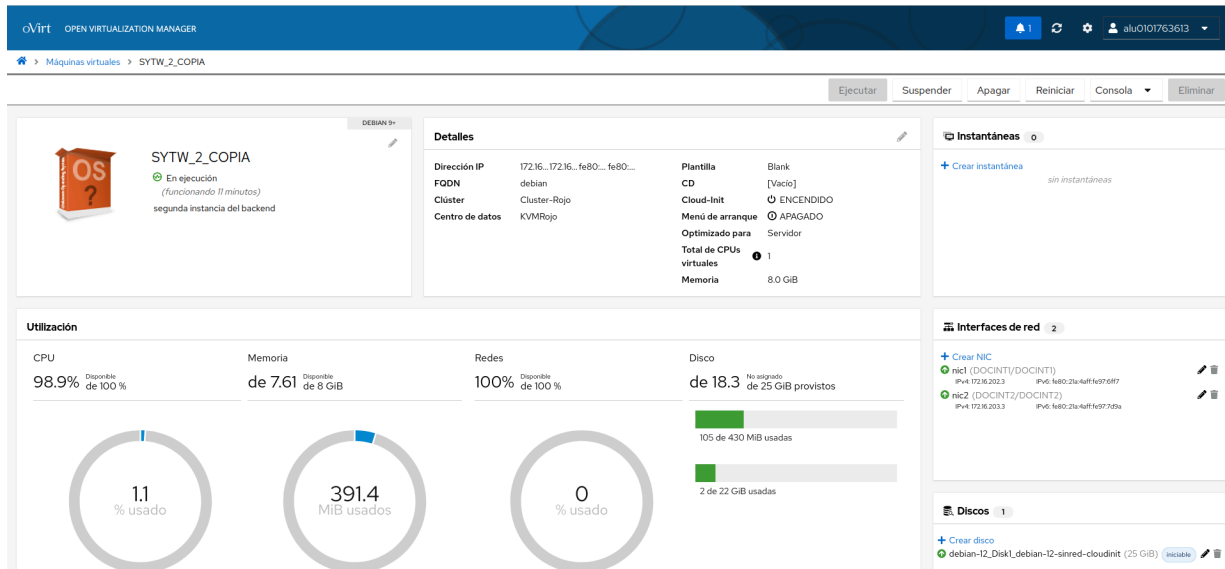 oVirt OPEN VIRTUALIZATION MANAGER
1
alu0101763613
Máquinas virtuales > SYTW_2_COPIA
Ejecutar Suspender Apagar Reiniciar Consola Eliminar
DEBIAN 9+
OS
?
SYTW_2_COPIA
En ejecución
(funcionando 11 minutos)
segunda instancia del backend
Detalles
Dirección IP 172.16...172.16... fe80:... fe80:...
FQDN debian
Clúster Cluster-Rojo
Centro de datos KVMRojo
Plantilla Blank
CD [Vacío]
Cloud-Init ENCENDIDO
Menú de arranque APAGADO
Optimizado para Servidor
Total de CPUs
virtuales 1
Memoria 8.0 GiB
Instantáneas 0
+ Crear instantánea
sin instantáneas
Utilización
CPU
98.9% Disponible
de 100 %
1.1
% usado
Memoria
de 7.61 Disponible
de 8 GiB
391.4
MiB usados
Redes
100% Disponible
de 100 %
0
% usado
Disco
de 18.3 No asignado
de 25 GiB provistos
105 de 430 MiB usadas
2 de 22 GiB usadas
Interfaces de red 2
+ Crear NIC
nic1 (DOCINT1/DOCINT1)
IPv4: 172.16.202.3 IPv6: fe80::21a:4aff:fe97:6ff7
nic2 (DOCINT2/DOCINT2)
IPv4: 172.16.203.3 IPv6: fe80::21a:4aff:fe97:7d9a
Discos 1
+ Crear disco
debian-12_Disk1_debian-12-sinred-cloudinit (25 GiB) iniciable